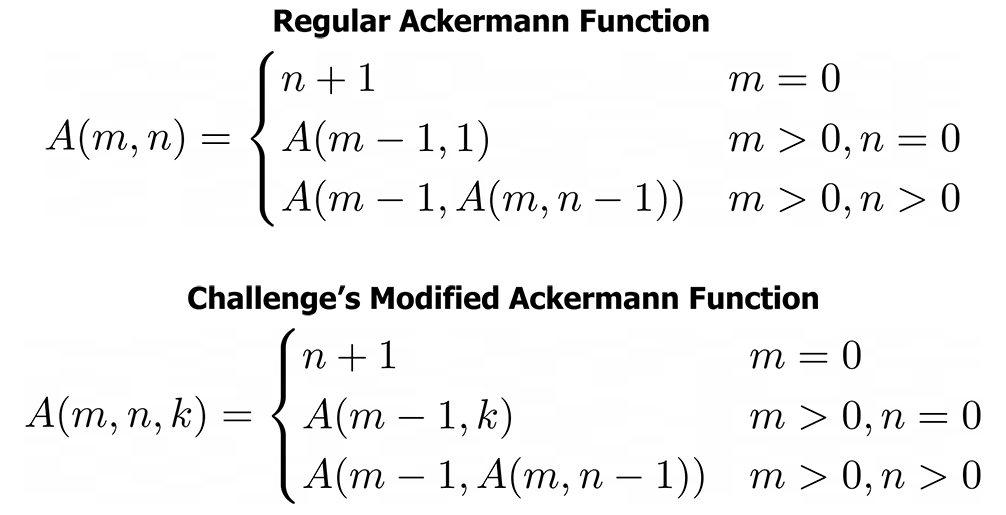 Regular Ackermann Function
n + 1 m = 0
A(m, n) = { A(m − 1, 1) m > 0, n = 0
A(m − 1, A(m, n − 1)) m > 0, n > 0
Challenge's Modified Ackermann Function
n + 1 m = 0
A(m, n, k) = { A(m − 1, k) m > 0, n = 0
A(m − 1, A(m, n − 1)) m > 0, n > 0